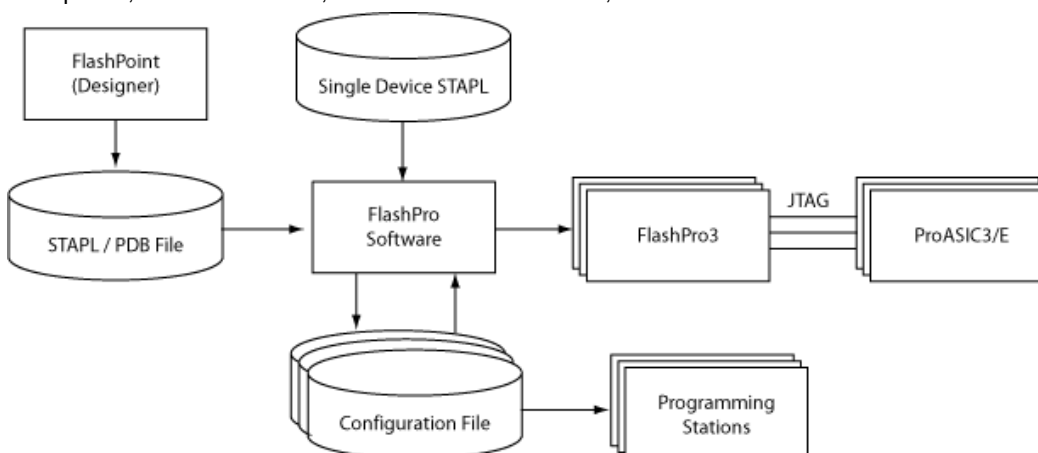 FlashPoint
(Designer)
Single Device STAPL
STAPL / PDB File
FlashPro
Software
FlashPro3
JTAG
ProASIC3/E
Configuration File
Programming
Stations